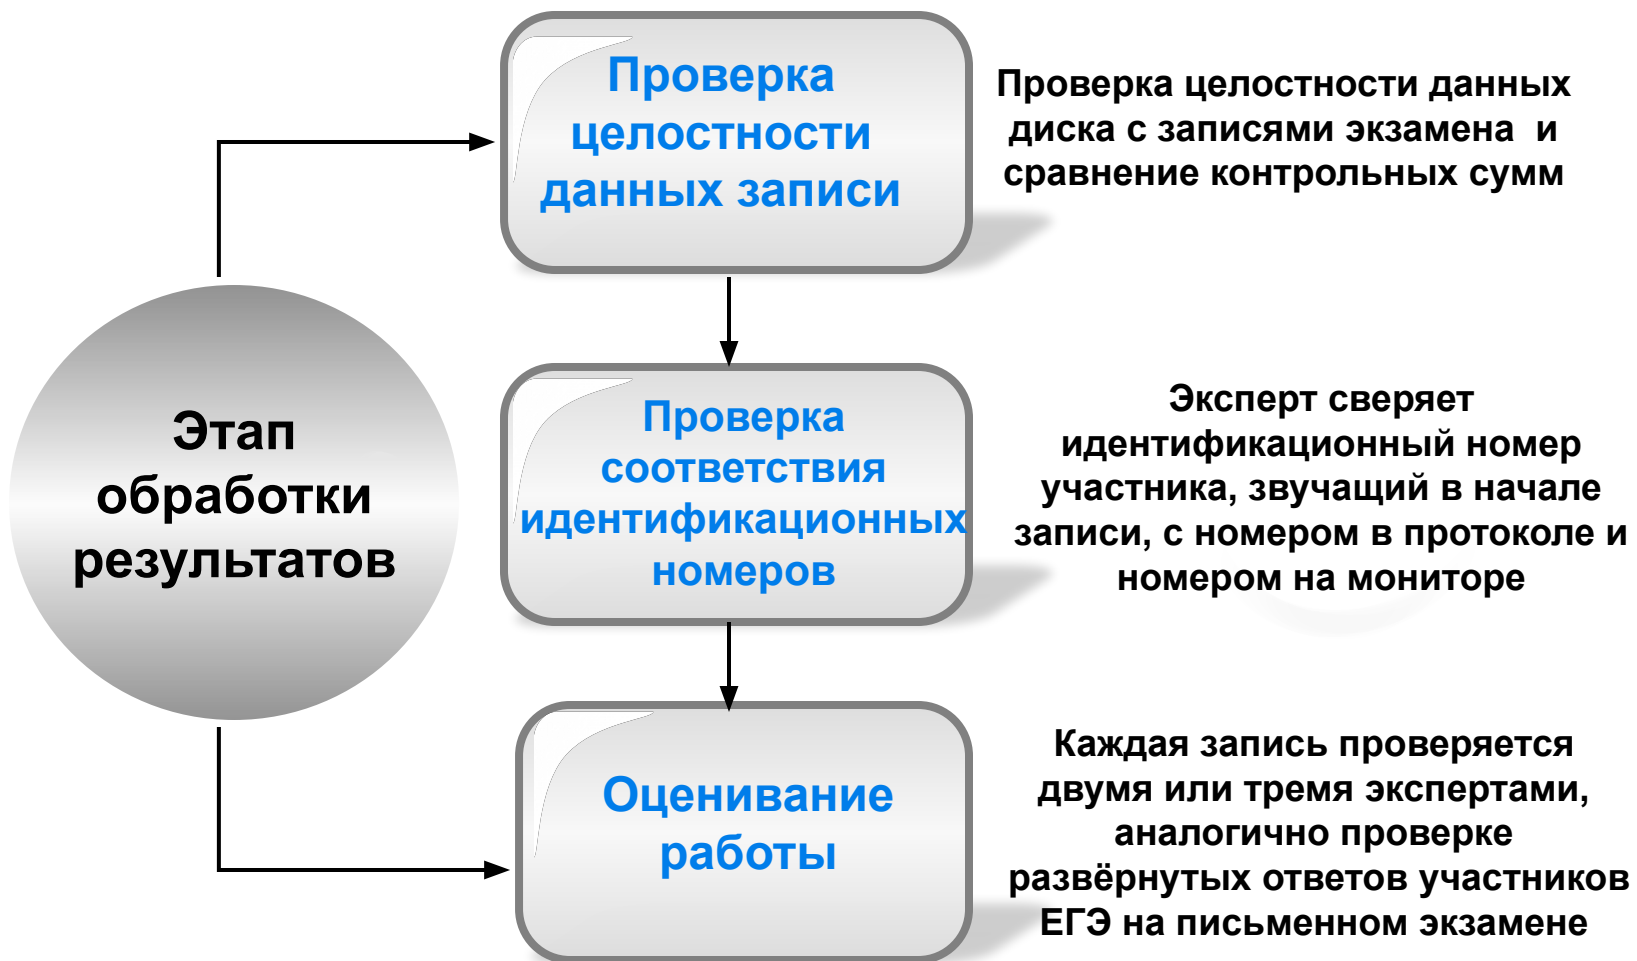 Проверка
целостности
данных записи
Проверка целостности данных
диска с записями экзамена и
сравнение контрольных сумм
Этап
обработки
результатов
Проверка
соответствия
идентификационных
номеров
Эксперт сверяет
идентификационный номер
участника, звучащий в начале
записи, с номером в протоколе и
номером на мониторе
Оценивание
работы
Каждая запись проверяется
двумя или тремя экспертами,
аналогично проверке
развёрнутых ответов участников
ЕГЭ на письменном экзамене